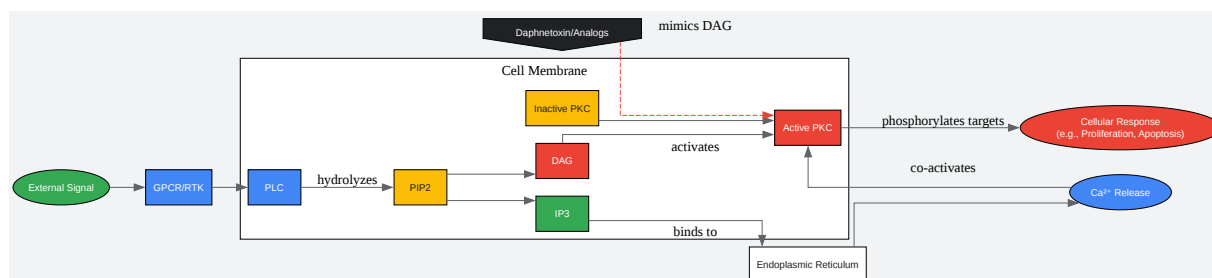 Daphnetoxin/Analogs
mimics DAG
Cell Membrane
Inactive PKC
Active PKC
phosphorylates targets
Cellular Response
(e.g., Proliferation, Apoptosis)
activates
DAG
External Signal
GPCR/RTK
PLC
hydrolyzes
PIP2
co-activates
Ca²⁺ Release
IP3
binds to
Endoplasmic Reticulum